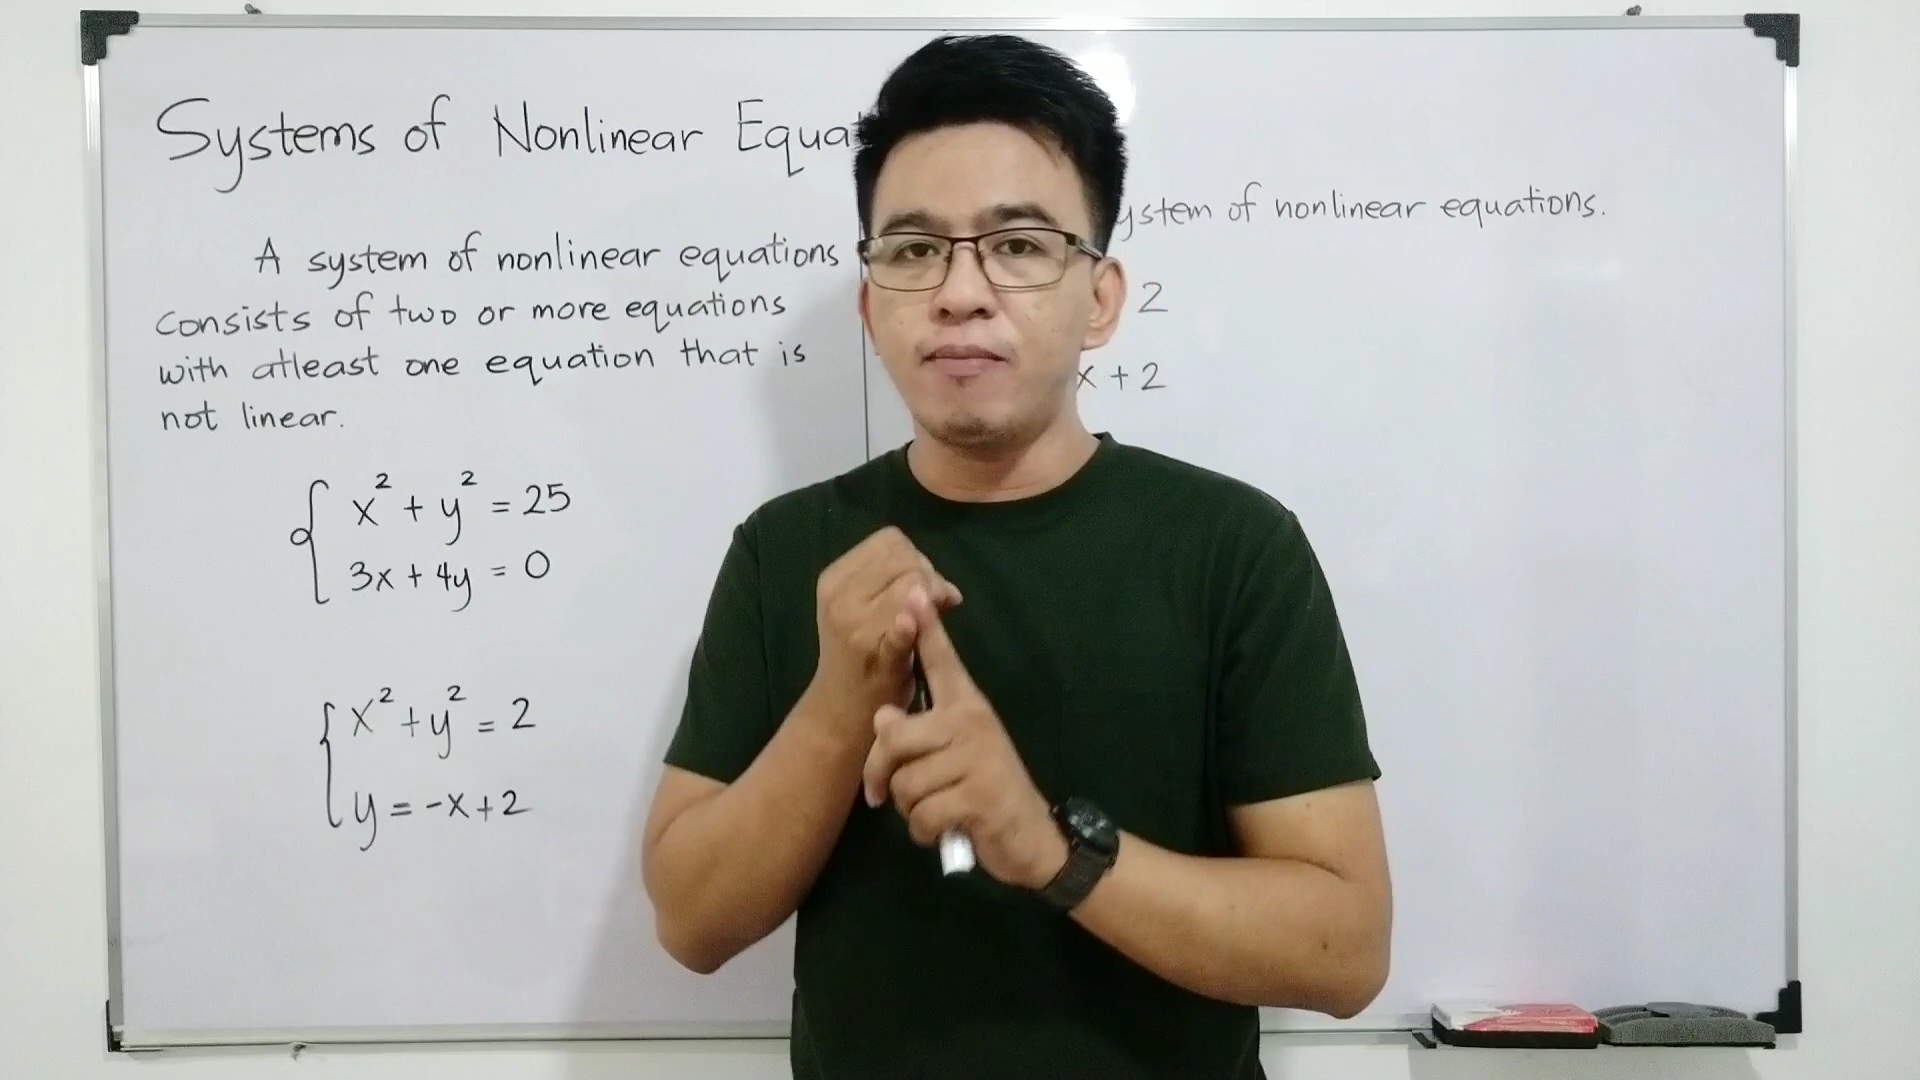 Systems of Nonlinear Equat
A system of nonlinear equations
consists of two or more equations
with atleast one equation that is
not linear.
x² + y² = 25
3x + 4y = 0
x² + y² = 2
y = -x + 2
ystem of nonlinear equations.
2
x + 2